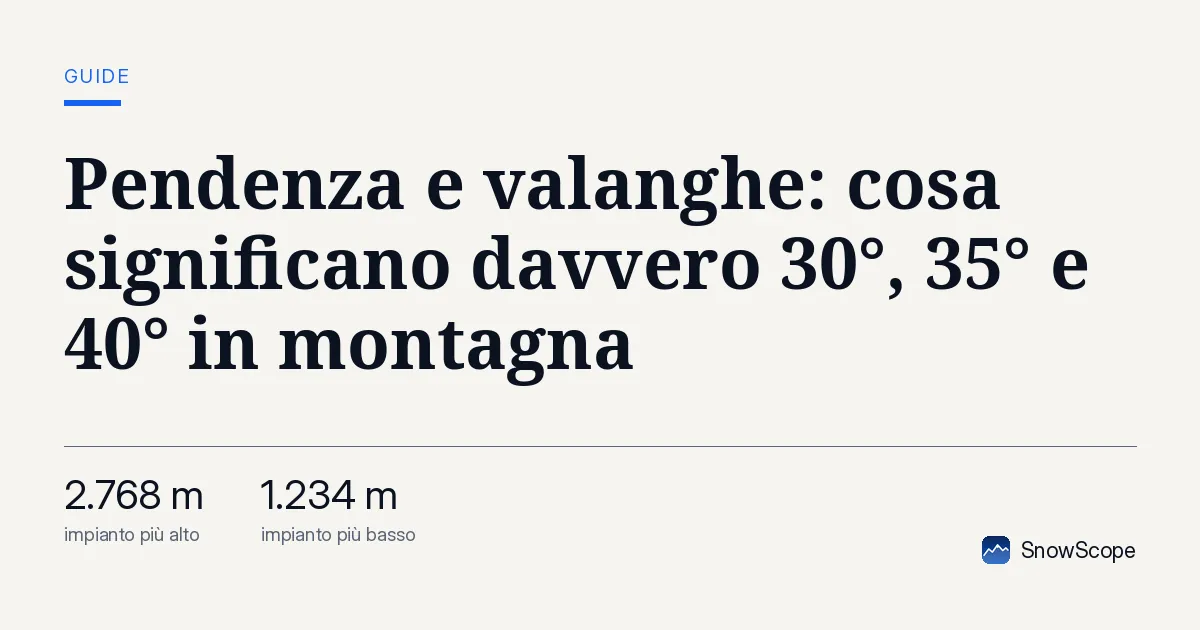 GUIDE
Pendenza e valanghe: cosa
significano davvero 30°, 35° e
40° in montagna
2.768 m
impianto più alto
1.234 m
impianto più basso
SnowScope